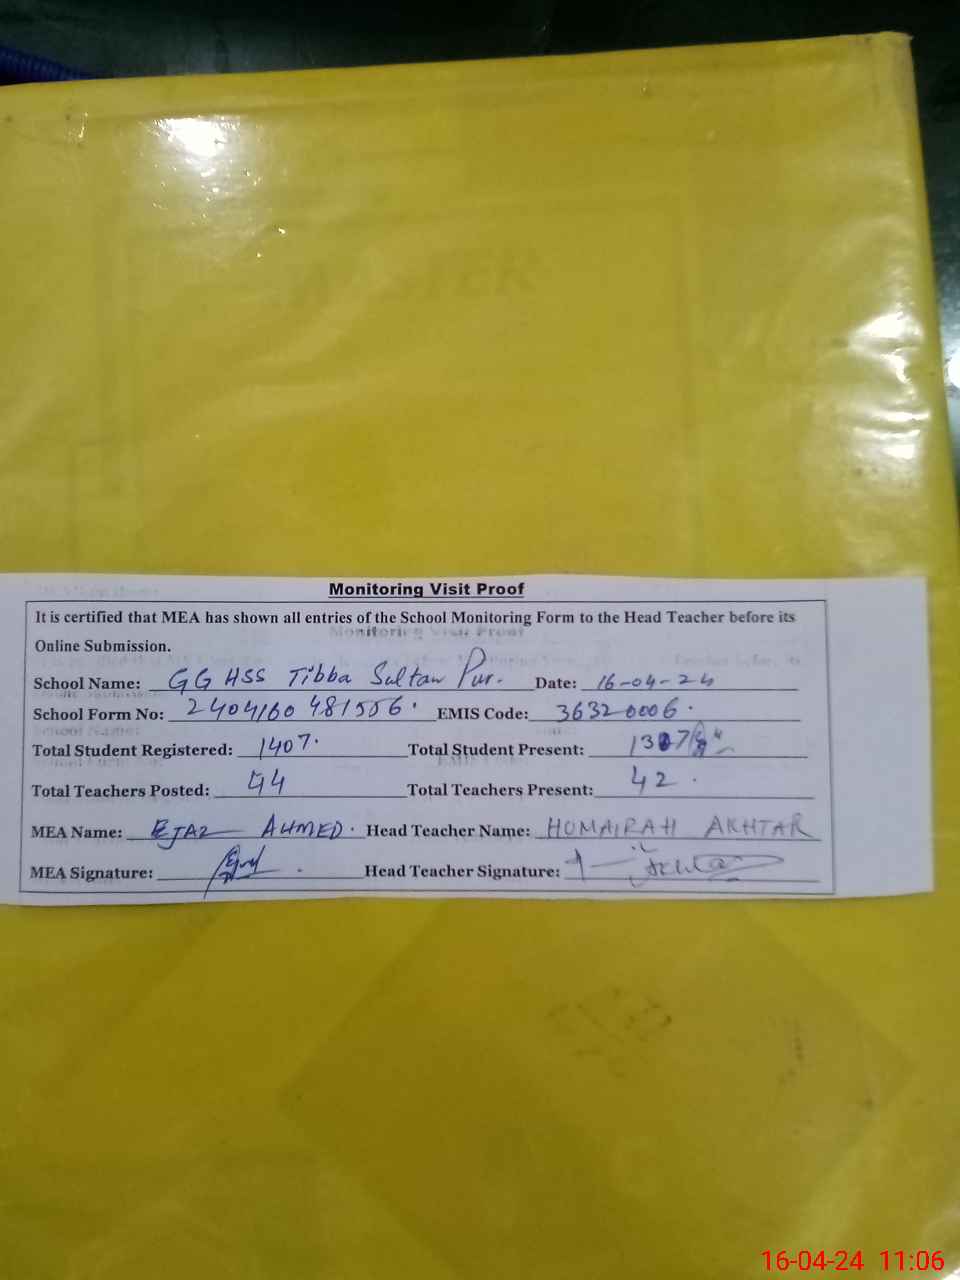 Monitoring Visit Proof
It is certified that MEA has shown all entries of the School Monitoring Form to the Head Teacher before its
Online Submission.
School Name: GGHSS Tibba Sultan Pur. Date: 16-04-24
School Form No: 2404160481556. EMIS Code: 36320006.
Total Student Registered: 1407. Total Student Present:
Total Teachers Posted: 44 Total Teachers Present: 42.
MEA Name: EJAZ AHMED. Head Teacher Name: HUMAIRAH AKHTAR
MEA Signature: Head Teacher Signature:
16-04-24 11:06